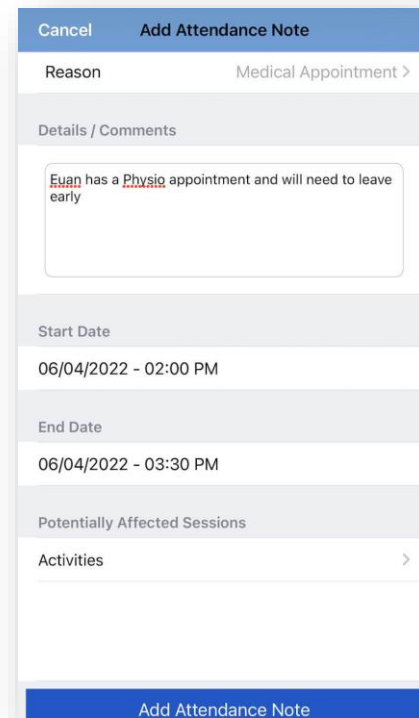 Cancel Add Attendance Note
Reason Medical Appointment >
Details / Comments
Euan has a Physio appointment and will need to leave
early
Start Date
06/04/2022 - 02:00 PM
End Date
06/04/2022 - 03:30 PM
Potentially Affected Sessions
Activities >
Add Attendance Note